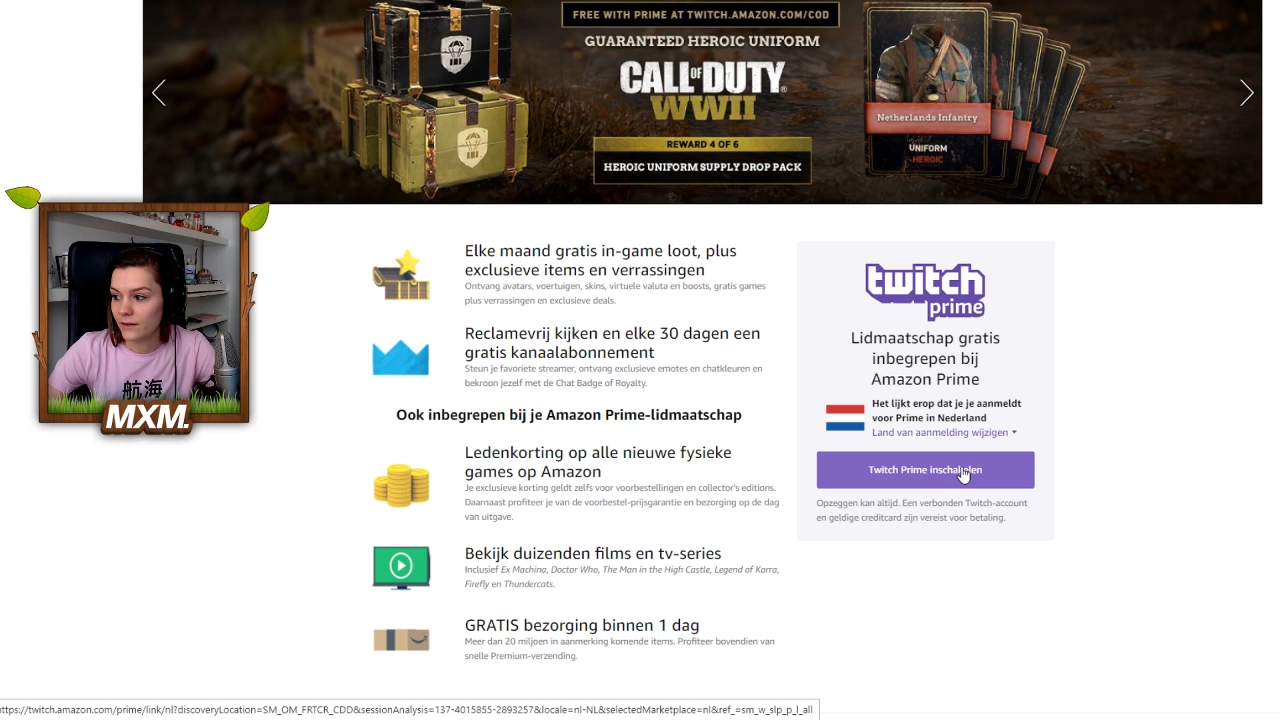 FREE WITH PRIME AT TWITCH.AMAZON.COM/COD
GUARANTEED HEROIC UNIFORM
CALL OF DUTY®
WWII
REWARD 4 OF 6
HEROIC UNIFORM SUPPLY DROP PACK
Netherlands Infantry
UNIFORM
HEROIC
航海
MXM.
Elke maand gratis in-game loot, plus
exclusieve items en verrassingen
Ontvang avatars, voertuigen, skins, virtuele valuta en boosts, gratis games
plus verrassingen en exclusieve deals.
Reclamevrij kijken en elke 30 dagen een
gratis kanaalabonnement
Steun je favoriete streamer, ontvang exclusieve emotes en chatkleuren en
bekroon jezelf met de Chat Badge of Royalty.
Ook inbegrepen bij je Amazon Prime-lidmaatschap
Ledenkorting op alle nieuwe fysieke
games op Amazon
Je exclusieve korting geldt zelfs voor voorbestellingen en collector's editions.
Daarnaast profiteer je van de voorbestel-prijsgarantie en bezorging op de dag
van uitgave.
Bekijk duizenden films en tv-series
Inclusief Ex Machina, Doctor Who, The Man in the High Castle, Legend of Korra,
Firefly en Thundercats.
GRATIS bezorging binnen 1 dag
Meer dan 20 miljoen in aanmerking komende items. Profiteer bovendien van
snelle Premium-verzending.
twitch
prime
Lidmaatschap gratis
inbegrepen bij
Amazon Prime
Het lijkt erop dat je je aanmeldt
voor Prime in Nederland
Land van aanmelding wijzigen
Twitch Prime inschakelen
Opzeggen kan altijd. Een verbonden Twitch-account
en geldige creditcard zijn vereist voor betaling.
https://twitch.amazon.com/prime/link/nl?discoveryLocation=SM_OM_FRTCR_CDD&sessionAnalysis=137-4015855-2893257&locale=nl-NL&selectedMarketplace=nl&ref_=sm_w_slp_p_l_all